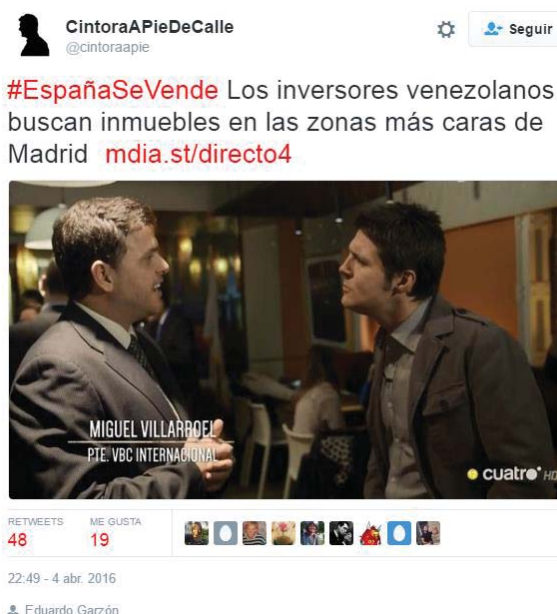 CintoraAPieDeCalle
@cintoraapie
Seguir
#EspañaSeVende Los inversores venezolanos
buscan inmuebles en las zonas más caras de
Madrid mdia.st/directo4
MIGUEL VILLARROEL
PTE. VBC INTERNACIONAL
cuatro HD
RETWEETS ME GUSTA
48 19
22:49 - 4 abr. 2016
Eduardo Garzón